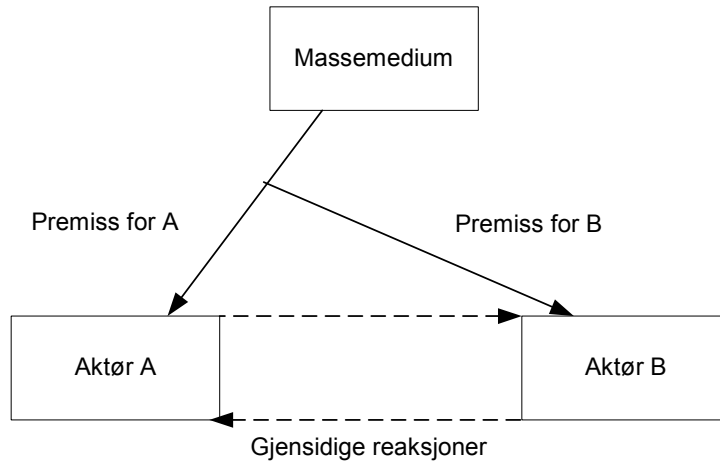 Massemedium
Premiss for A
Premiss for B
Aktør A
Aktør B
Gjensidige reaksjoner